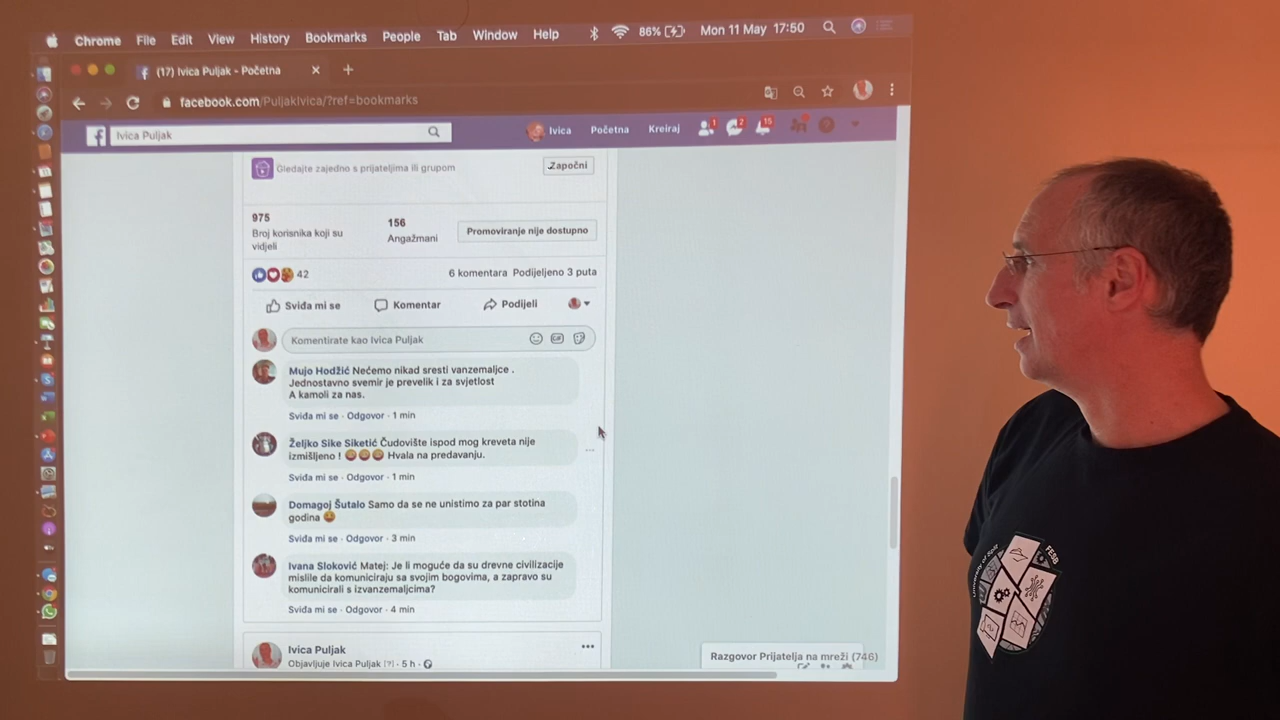 Chrome File Edit View History Bookmarks People Tab Window Help 86% Mon 11 May 17:50
(17) Ivica Puljak - Početna
facebook.com/PuljakIvica/?ref=bookmarks
Ivica Puljak
Ivica Početna Kreiraj 1 2 15
Gledajte zajedno s prijateljima ili grupom Započni
975
Broj korisnika koji su
vidjeli
156
Angažmani
Promoviranje nije dostupno
42 6 komentara Podijeljeno 3 puta
Sviđa mi se Komentar Podijeli
Komentirate kao Ivica Puljak GIF
Mujo Hodžić Nećemo nikad sresti vanzemaljce .
Jednostavno svemir je prevelik i za svjetlost
A kamoli za nas.
Sviđa mi se · Odgovor · 1 min
Željko Sike Siketić Čudovište ispod mog kreveta nije
izmišljeno ! 😄😄😄 Hvala na predavanju.
Sviđa mi se · Odgovor · 1 min
Domagoj Šutalo Samo da se ne unistimo za par stotina
godina 😀
Sviđa mi se · Odgovor · 3 min
Ivana Sloković Matej: Je li moguće da su drevne civilizacije
mislile da komuniciraju sa svojim bogovima, a zapravo su
komunicirali s izvanzemaljcima?
Sviđa mi se · Odgovor · 4 min
Ivica Puljak
Objavljuje Ivica Puljak [?] · 5 h ·
Razgovor Prijatelja na mreži (746)
University of Split
FESB